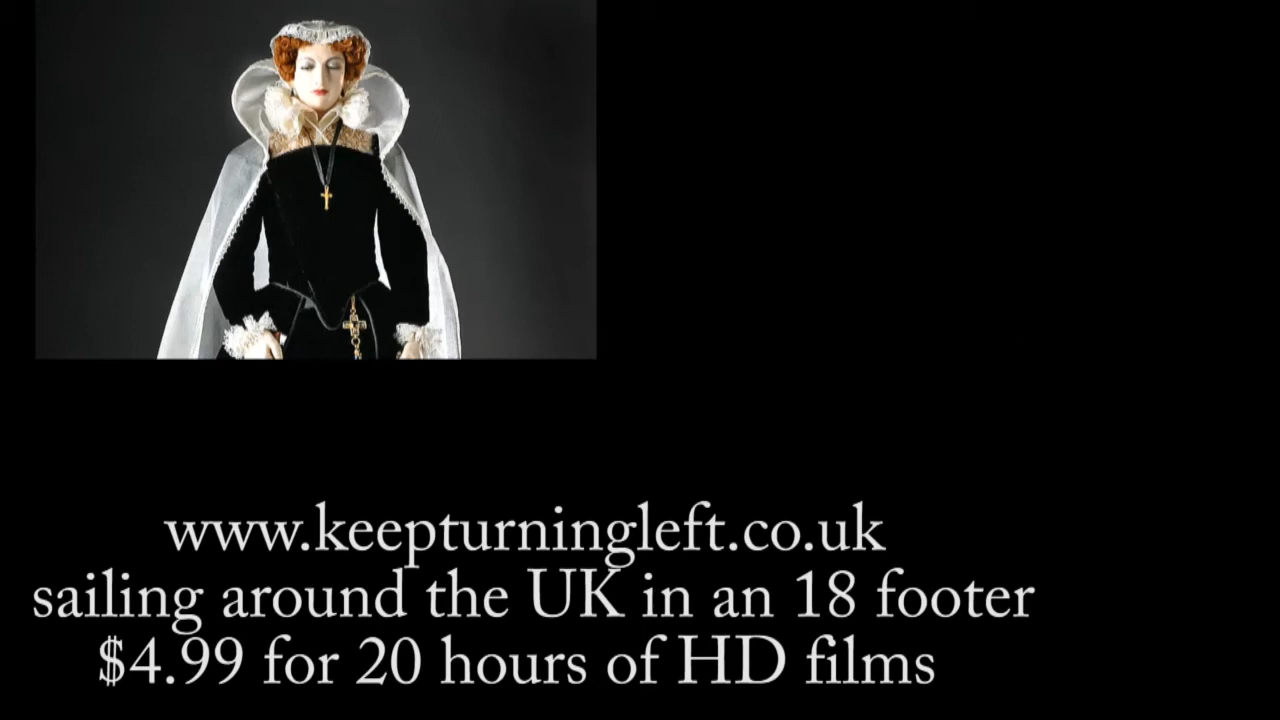 www.keepturningleft.co.uk
sailing around the UK in an 18 footer
$4.99 for 20 hours of HD films